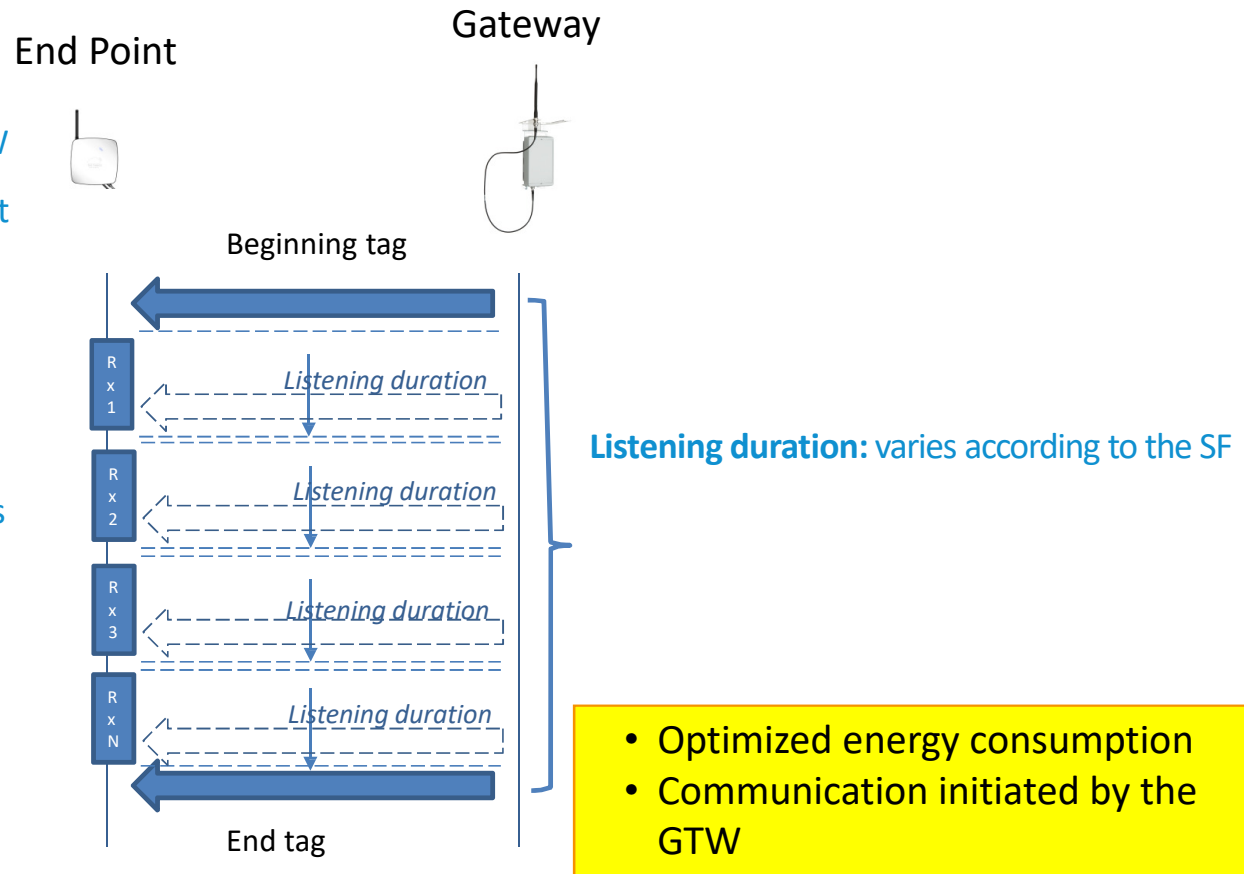 Gateway
End Point
Beginning tag
R
x
1
Listening duration
R
x
2
Listening duration
Listening duration: varies according to the SF
R
x
3
Listening duration
R
x
N
Listening duration
End tag
• Optimized energy consumption
• Communication initiated by the
GTW